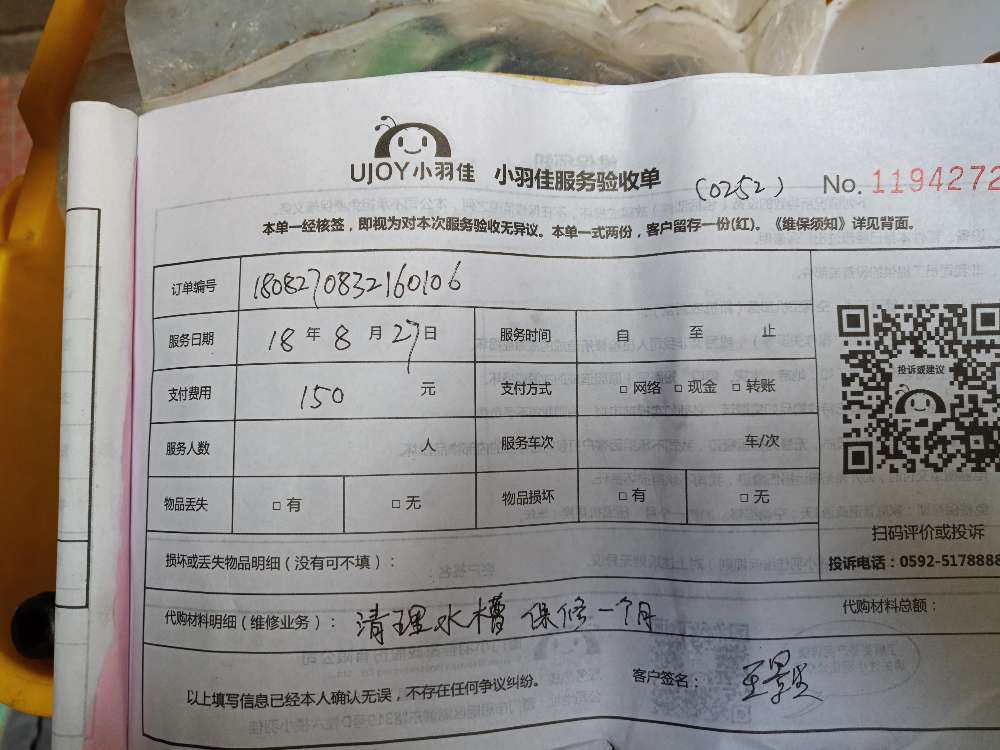 UJOY小羽佳 小羽佳服务验收单 (0252) No. 1194272
本单一经核签，即视为对本次服务验收无异议。本单一式两份，客户留存一份(红)。《维保须知》详见背面。
订单编号 1808270832160106
服务日期 18 年 8 月 27 日 服务时间 自 至 止
支付费用 150 元 支付方式 □ 网络 □ 现金 □ 转账
投诉或建议
服务人数 人 服务车次 车/次
物品丢失 □ 有 □ 无 物品损坏 □ 有 □ 无
扫码评价或投诉
损坏或丢失物品明细（没有可不填）：
投诉电话：0592-5178888
代购材料明细（维修业务）： 清理水槽 保修一个月 代购材料总额：
以上填写信息已经本人确认无误，不存在任何争议纠纷。 客户签名：